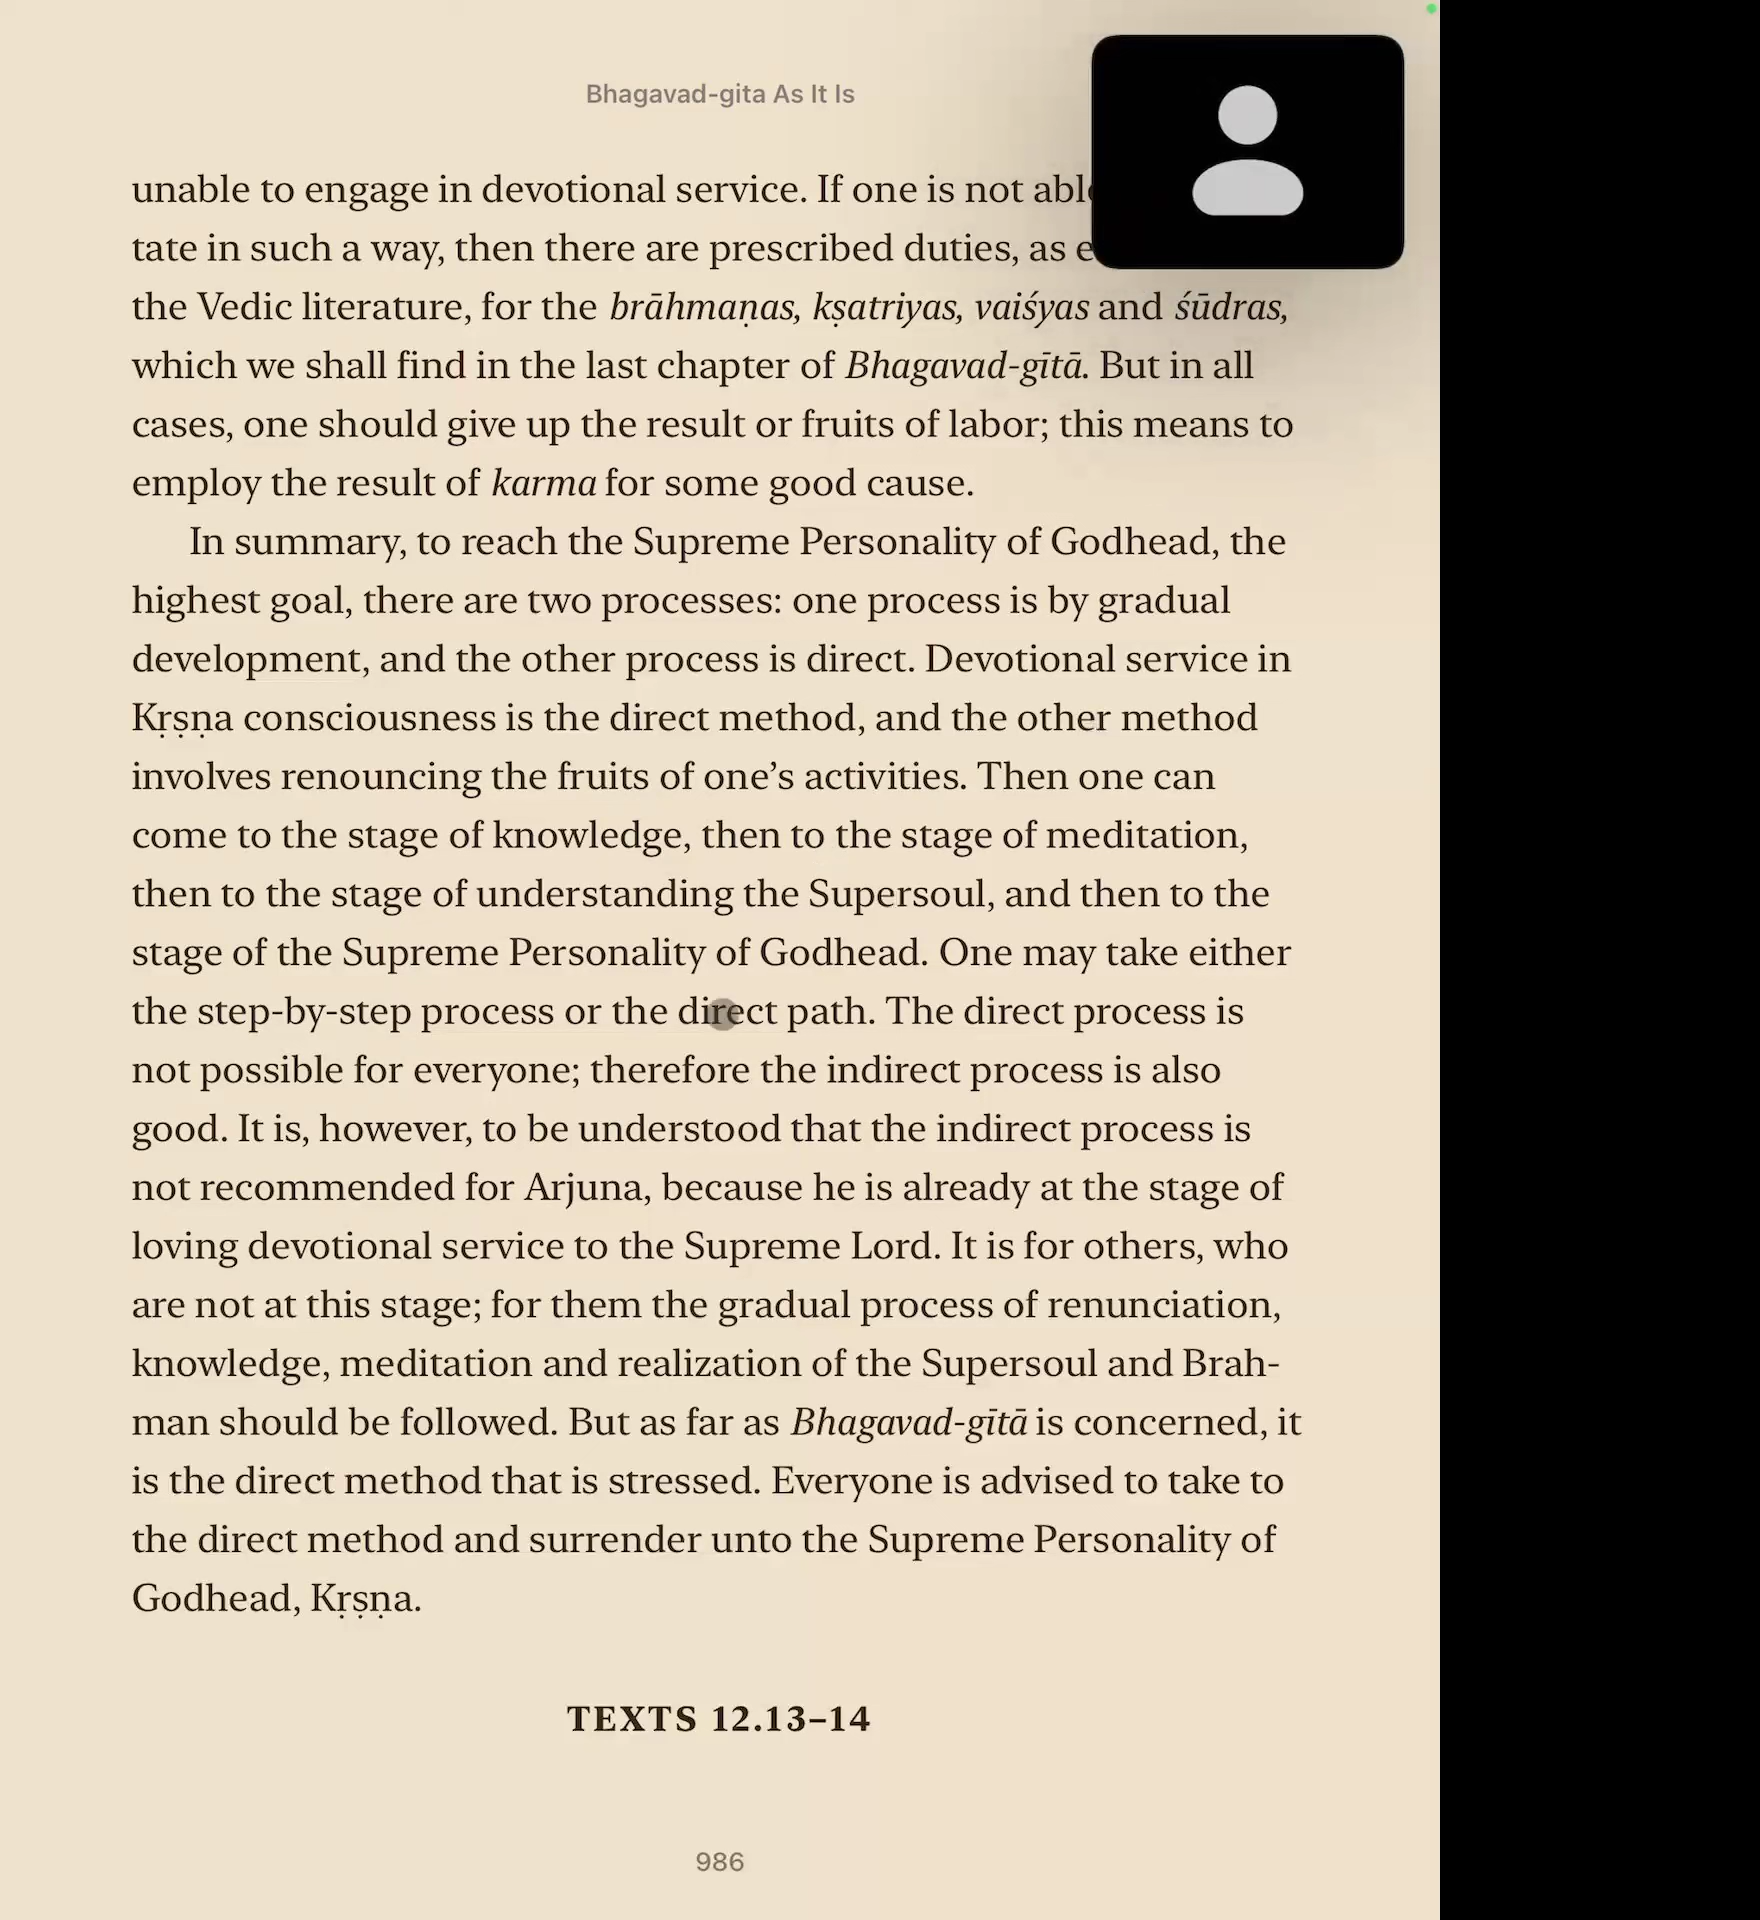 Bhagavad-gita As It Is
unable to engage in devotional service. If one is not
tate in such a way, then there are prescribed duties, as
the Vedic literature, for the brāhmaṇas, kṣatriyas, vaiśyas and śūdras,
which we shall find in the last chapter of Bhagavad-gītā. But in all
cases, one should give up the result or fruits of labor; this means to
employ the result of karma for some good cause.
In summary, to reach the Supreme Personality of Godhead, the
highest goal, there are two processes: one process is by gradual
development, and the other process is direct. Devotional service in
Kṛṣṇa consciousness is the direct method, and the other method
involves renouncing the fruits of one’s activities. Then one can
come to the stage of knowledge, then to the stage of meditation,
then to the stage of understanding the Supersoul, and then to the
stage of the Supreme Personality of Godhead. One may take either
the step-by-step process or the direct path. The direct process is
not possible for everyone; therefore the indirect process is also
good. It is, however, to be understood that the indirect process is
not recommended for Arjuna, because he is already at the stage of
loving devotional service to the Supreme Lord. It is for others, who
are not at this stage; for them the gradual process of renunciation,
knowledge, meditation and realization of the Supersoul and Brah-
man should be followed. But as far as Bhagavad-gītā is concerned, it
is the direct method that is stressed. Everyone is advised to take to
the direct method and surrender unto the Supreme Personality of
Godhead, Kṛṣṇa.
TEXTS 12.13–14
986